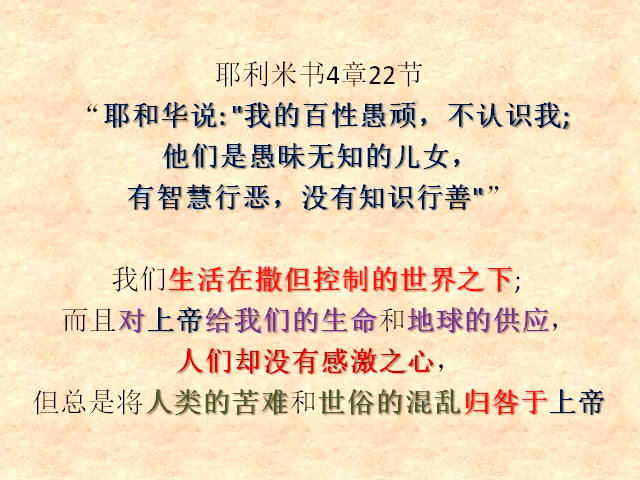 耶利米书4章22节
“耶和华说:"我的百性愚顽，不认识我;
他们是愚昧无知的儿女，
有智慧行恶，没有知识行善"”
我们生活在撒但控制的世界之下;
而且对上帝给我们的生命和地球的供应，
人们却没有感激之心，
但总是将人类的苦难和世俗的混乱归咎于上帝